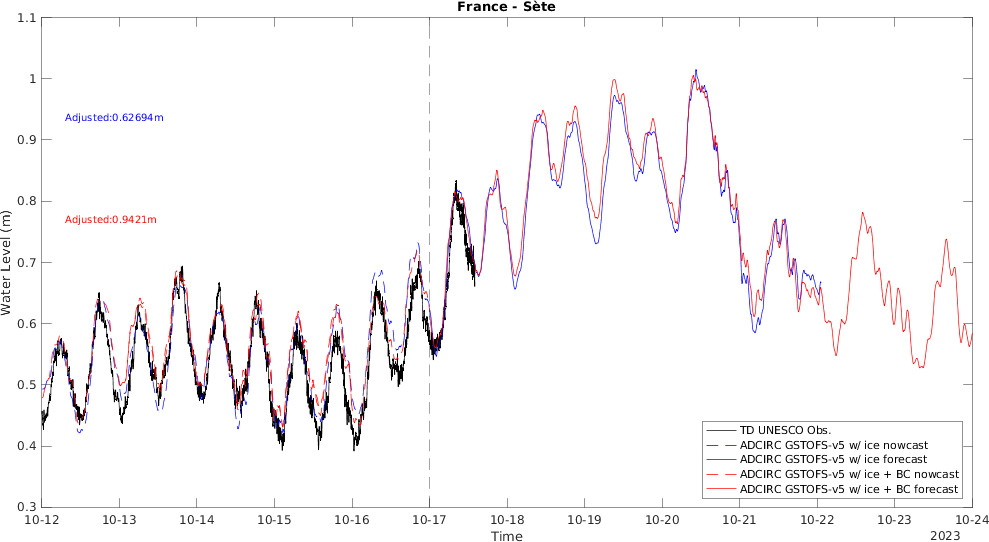 France - Sète
1.1
1
0.9
0.8
0.7
0.6
0.5
0.4
0.3
Water Level (m)
Adjusted:0.62694m
Adjusted:0.9421m
TD UNESCO Obs.
ADCIRC GSTOFS-v5 w/ ice nowcast
ADCIRC GSTOFS-v5 w/ ice forecast
ADCIRC GSTOFS-v5 w/ ice + BC nowcast
ADCIRC GSTOFS-v5 w/ ice + BC forecast
10-12 10-13 10-14 10-15 10-16 10-17 10-18 10-19 10-20 10-21 10-22 10-23 10-24
Time
2023